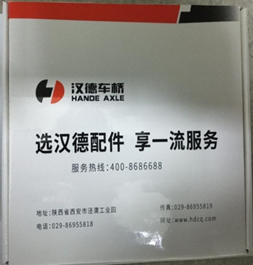 汉德车桥
HANDE AXLE
选汉德配件 享一流服务
服务热线:400-8686688
地址:陕西省西安市泾渭工业园
电话:029-86955818
传真:029-86955819
网址:www.hdcq.com